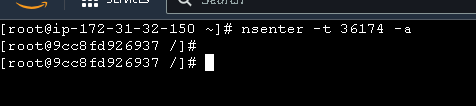 [root@ip-172-31-32-150 ~]# nsenter -t 36174 -a
[root@9cc8fd926937 /]#
[root@9cc8fd926937 /]#